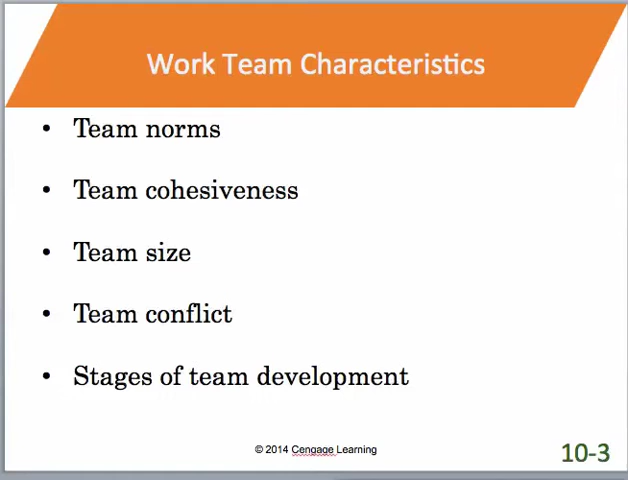 Work Team Characteristics
• Team norms
• Team cohesiveness
• Team size
• Team conflict
• Stages of team development
© 2014 Cengage Learning
10-3